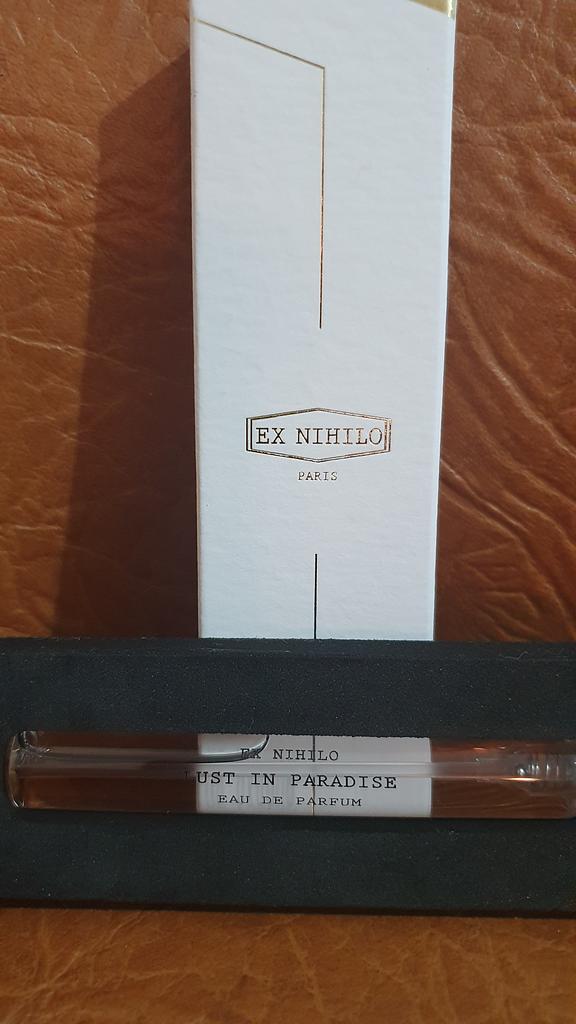 EX NIHILO
PARIS
EX NIHILO
LUST IN PARADISE
EAU DE PARFUM